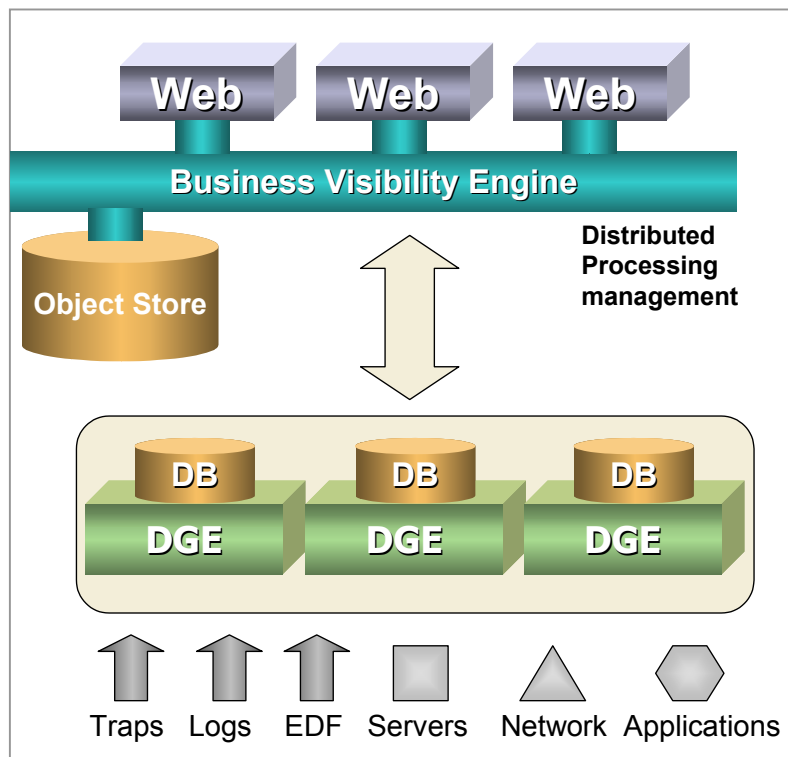 Web Web Web
Business Visibility Engine
Distributed
Processing
management
Object Store
DB DB DB
DGE DGE DGE
Traps Logs EDF Servers Network Applications